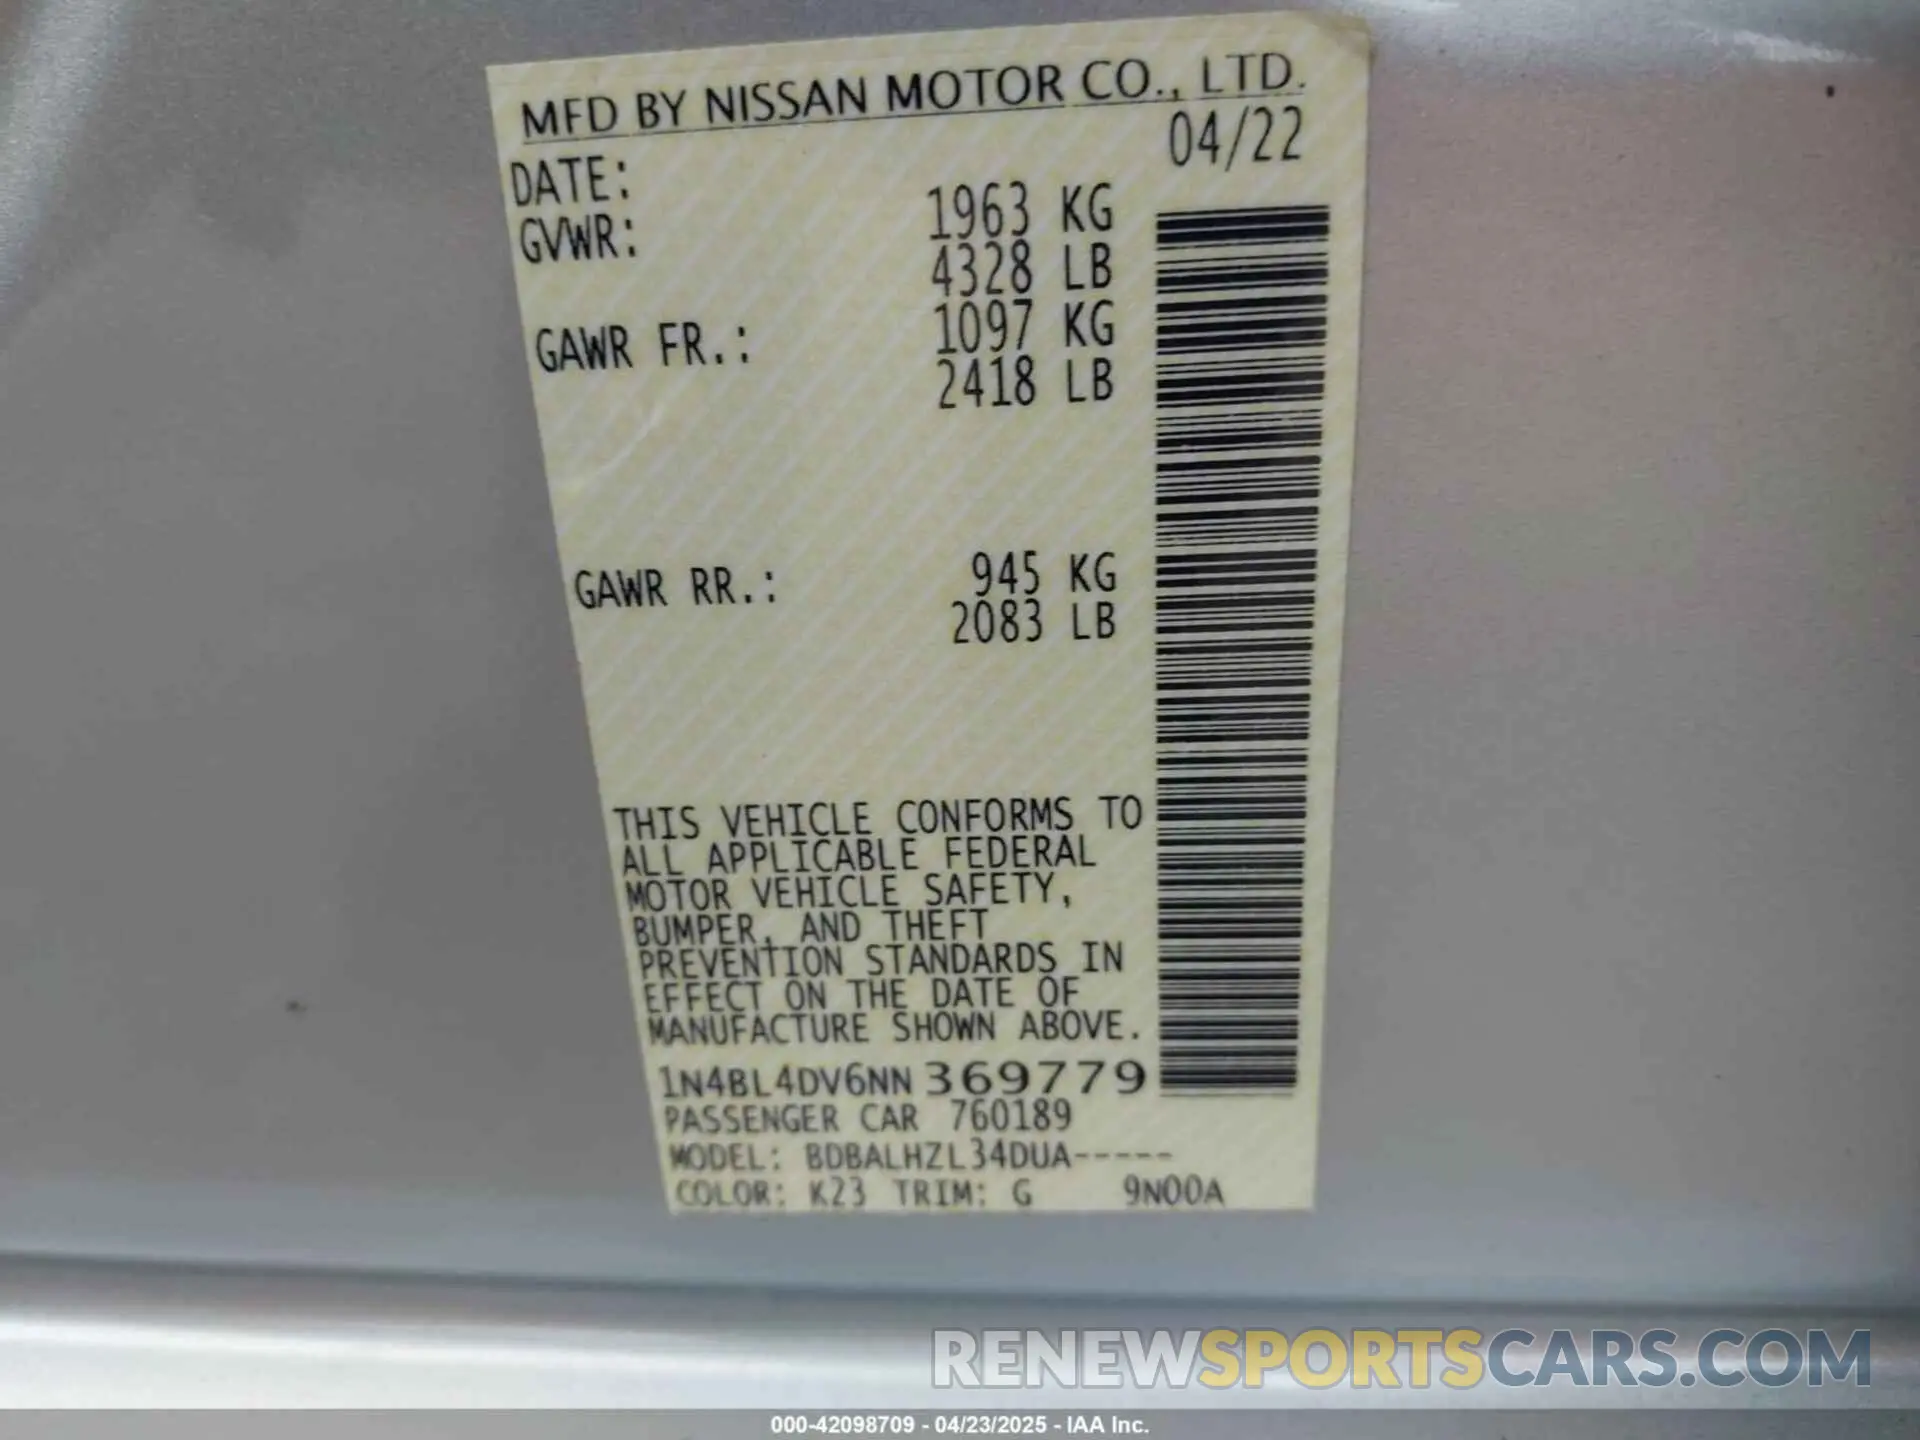 MFD BY NISSAN MOTOR CO., LTD.
DATE: 04/22
GVWR: 1963 KG
4328 LB
GAWR FR.: 1097 KG
2418 LB
GAWR RR.: 945 KG
2083 LB
THIS VEHICLE CONFORMS TO
ALL APPLICABLE FEDERAL
MOTOR VEHICLE SAFETY,
BUMPER, AND THEFT
PREVENTION STANDARDS IN
EFFECT ON THE DATE OF
MANUFACTURE SHOWN ABOVE.
1N4BL4DV6NN369779
PASSENGER CAR 760189
MODEL: BDBALHZL34DUA-----
COLOR: K23 TRIM: G 9N00A
RENEWSPORTSCARS.COM
000-42098709 - 04/23/2025 - IAA Inc.